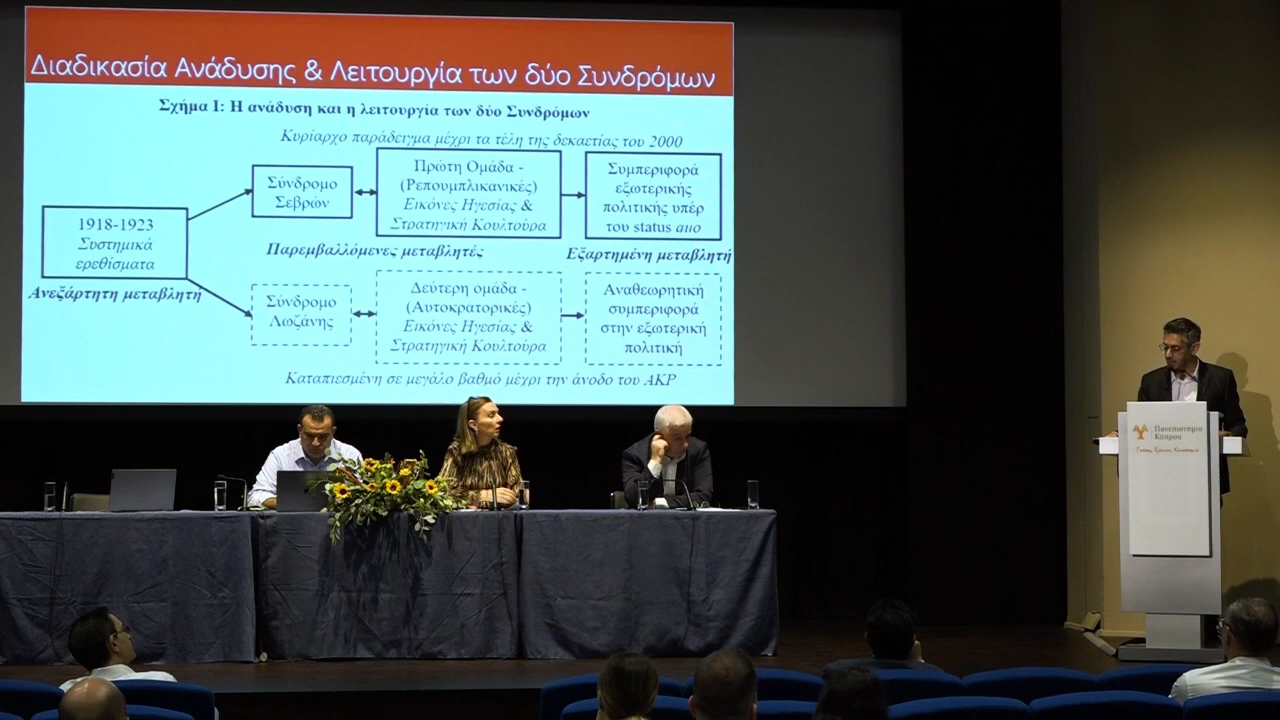 Διαδικασία Ανάδυσης & Λειτουργία των δύο Συνδρόμων
Σχήμα Ι: Η ανάδυση και η λειτουργία των δύο Συνδρόμων
Κυρίαρχο παράδειγμα μέχρι τα τέλη της δεκαετίας του 2000
1918-1923
Συστημικά
ερεθίσματα
Ανεξάρτητη μεταβλητή
Σύνδρομο
Σεβρών
Πρώτη Ομάδα -
(Ρεπουμπλικανικές)
Εικόνες Ηγεσίας &
Στρατηγική Κουλτούρα
Συμπεριφορά
εξωτερικής
πολιτικής υπέρ
του status quo
Παρεμβαλλόμενες μεταβλητές
Εξαρτημένη μεταβλητή
Σύνδρομο
Λωζάνης
Δεύτερη ομάδα -
(Αυτοκρατορικές)
Εικόνες Ηγεσίας &
Στρατηγική Κουλτούρα
Αναθεωρητική
συμπεριφορά
στην εξωτερική
πολιτική
Καταπιεσμένη σε μεγάλο βαθμό μέχρι την άνοδο του AKP
Πανεπιστήμιο
Κύπρου